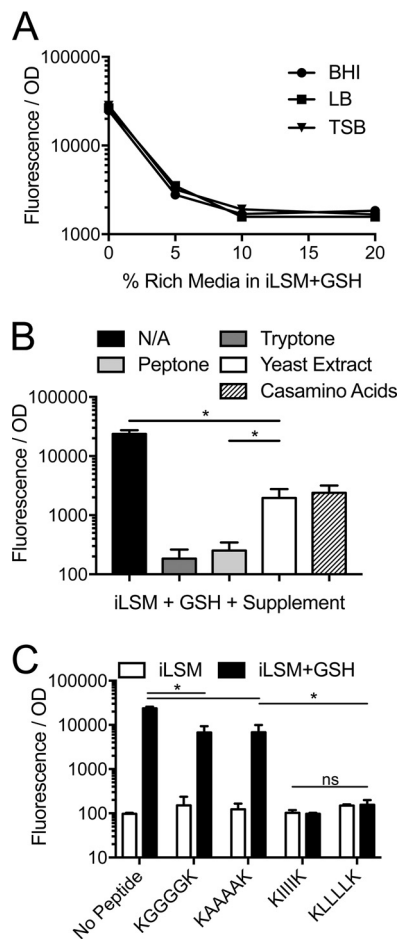 A
Fluorescence / OD
100000
10000
1000
BHI
LB
TSB
0 5 10 15 20
% Rich Media in iLSM+GSH
B
N/A Tryptone
Peptone Yeast Extract
Casamino Acids
Fluorescence / OD
100000
10000
1000
100
*
*
iLSM + GSH + Supplement
C
iLSM iLSM+GSH
Fluorescence / OD
100000
10000
1000
100
10
* *
ns
No Peptide KGGGGK KAAAAK KIIIIK KLLLLK